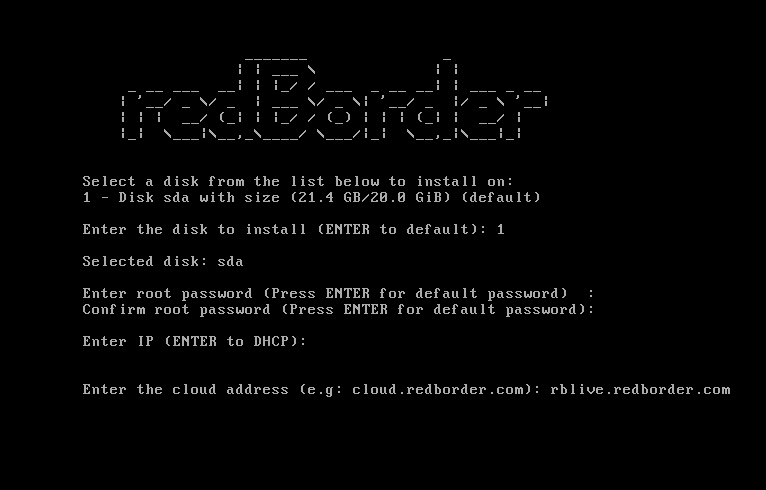 redBorder
Select a disk from the list below to install on:
1 - Disk sda with size (21.4 GB/20.0 GiB) (default)
Enter the disk to install (ENTER to default): 1
Selected disk: sda
Enter root password (Press ENTER for default password)  :
Confirm root password (Press ENTER for default password):
Enter IP (ENTER to DHCP):
Enter the cloud address (e.g: cloud.redborder.com): rblive.redborder.com